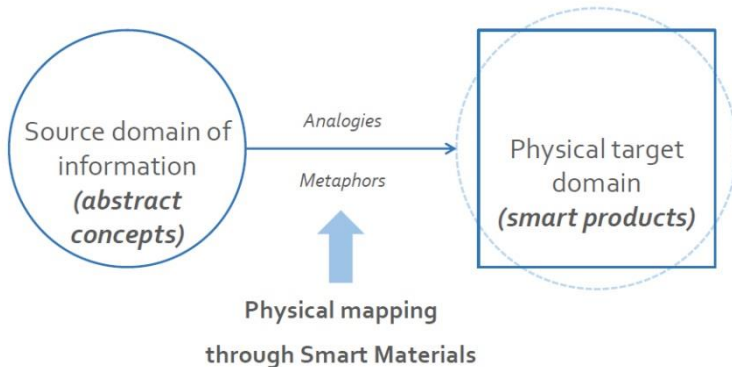 Source domain of
information
(abstract
concepts)
Analogies
Metaphors
Physical target
domain
(smart products)
Physical mapping
through Smart Materials